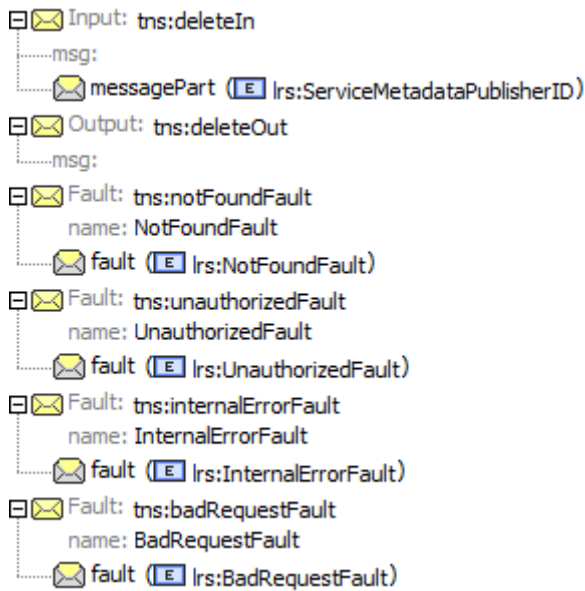 Input: tns:deleteIn
msg:
messagePart (E lrs:ServiceMetadataPublisherID)
Output: tns:deleteOut
msg:
Fault: tns:notFoundFault
name: NotFoundFault
fault (E lrs:NotFoundFault)
Fault: tns:unauthorizedFault
name: UnauthorizedFault
fault (E lrs:UnauthorizedFault)
Fault: tns:internalErrorFault
name: InternalErrorFault
fault (E lrs:InternalErrorFault)
Fault: tns:badRequestFault
name: BadRequestFault
fault (E lrs:BadRequestFault)